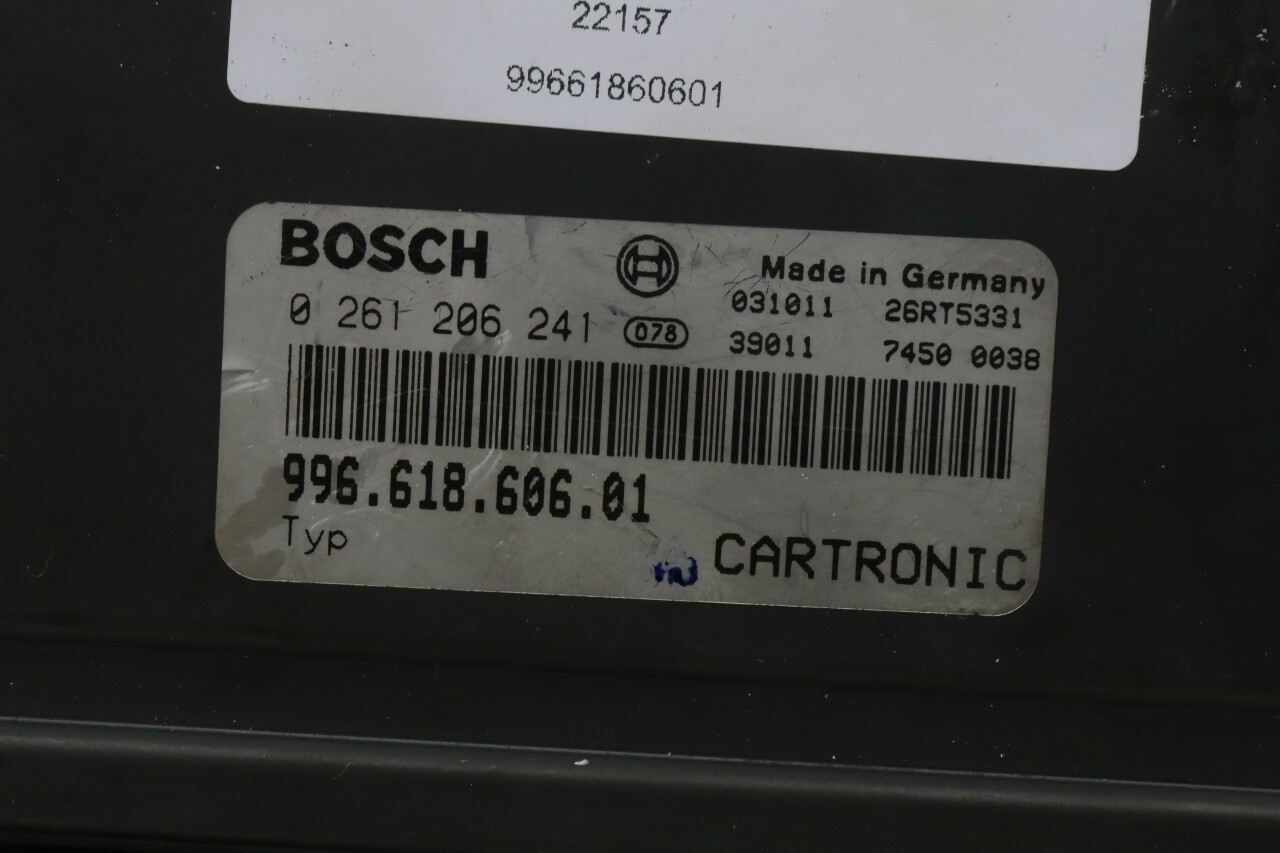 22157
99661860601
BOSCH
Made in Germany
0 261 206 241 078 031011 26RT5331
39011 7450 0038
996.618.606.01
Typ
CARTRONIC